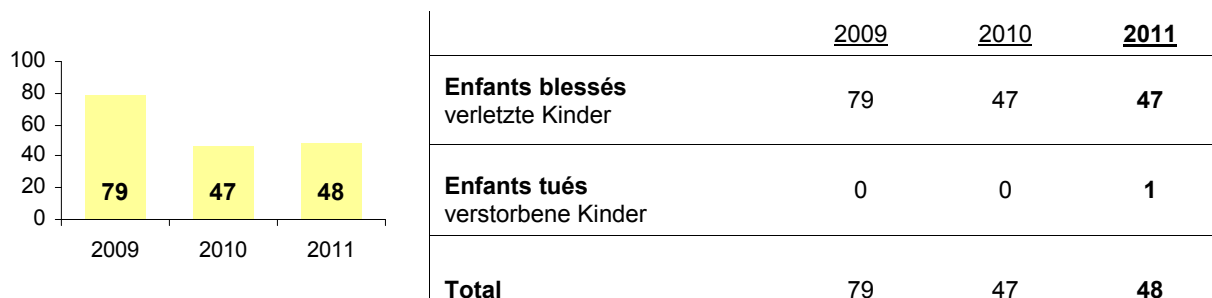 100
80
60
40
20
0
79 47 48
2009 2010 2011
2009 2010 2011
Enfants blessés
verletzte Kinder
79 47 47
Enfants tués
verstorbene Kinder
0 0 1
Total 79 47 48